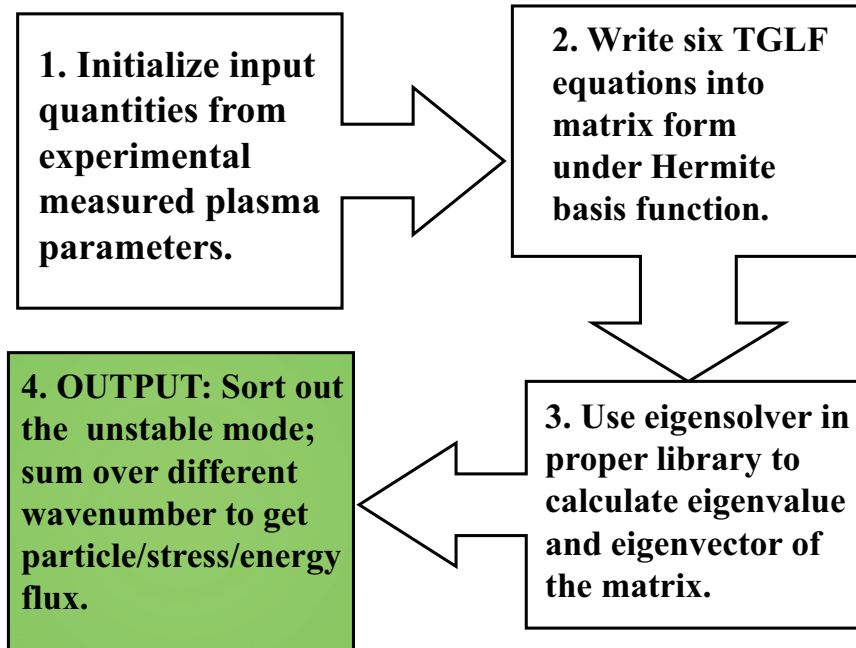 1. Initialize input
quantities from
experimental
measured plasma
parameters.
2. Write six TGLF
equations into
matrix form
under Hermite
basis function.
3. Use eigensolver in
proper library to
calculate eigenvalue
and eigenvector of
the matrix.
4. OUTPUT: Sort out
the unstable mode;
sum over different
wavenumber to get
particle/stress/energy
flux.